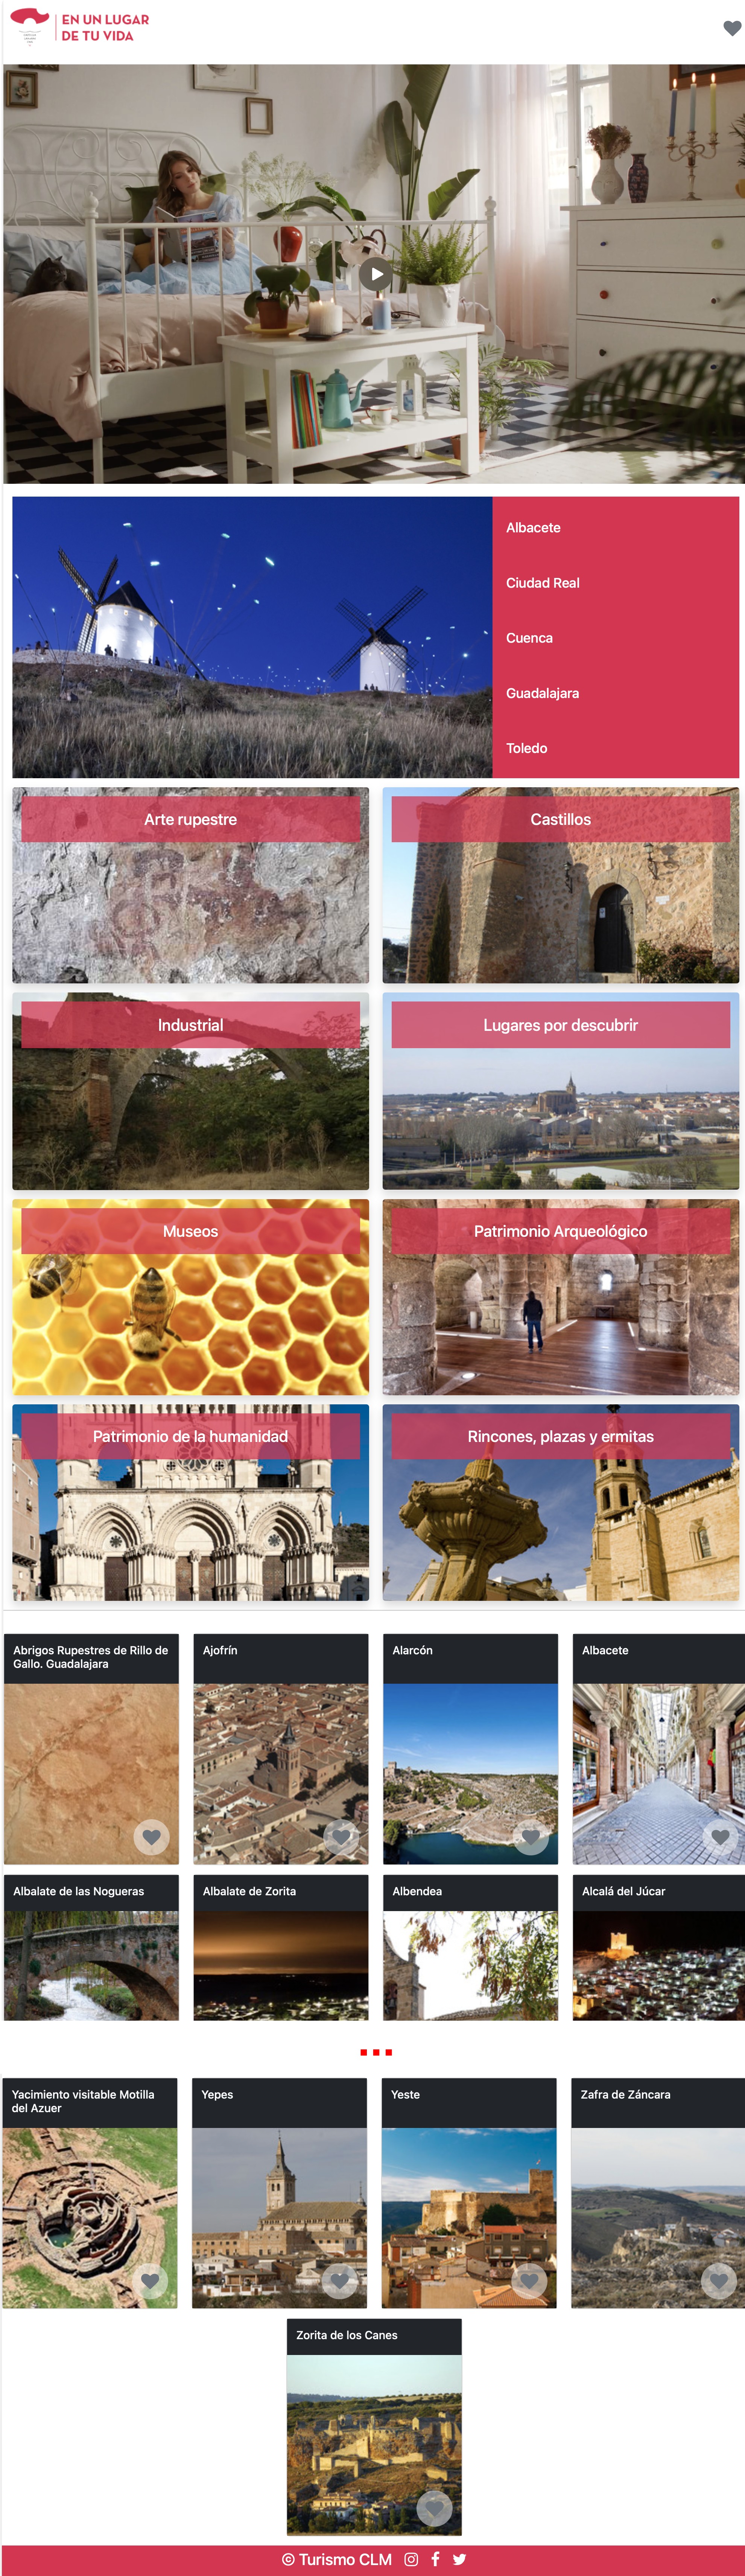 EN UN LUGAR
DE TU VIDA
Albacete
Ciudad Real
Cuenca
Guadalajara
Toledo
Arte rupestre
Castillos
Industrial
Lugares por descubrir
Museos
Patrimonio Arqueológico
Patrimonio de la humanidad
Rincones, plazas y ermitas
Abrigos Rupestres de Rillo de
Gallo. Guadalajara
Ajofrín
Alarcón
Albacete
Albalate de las Nogueras
Albalate de Zorita
Albendea
Alcalá del Júcar
Yacimiento visitable Motilla
del Azuer
Yepes
Yeste
Zafra de Záncara
Zorita de los Canes
© Turismo CLM